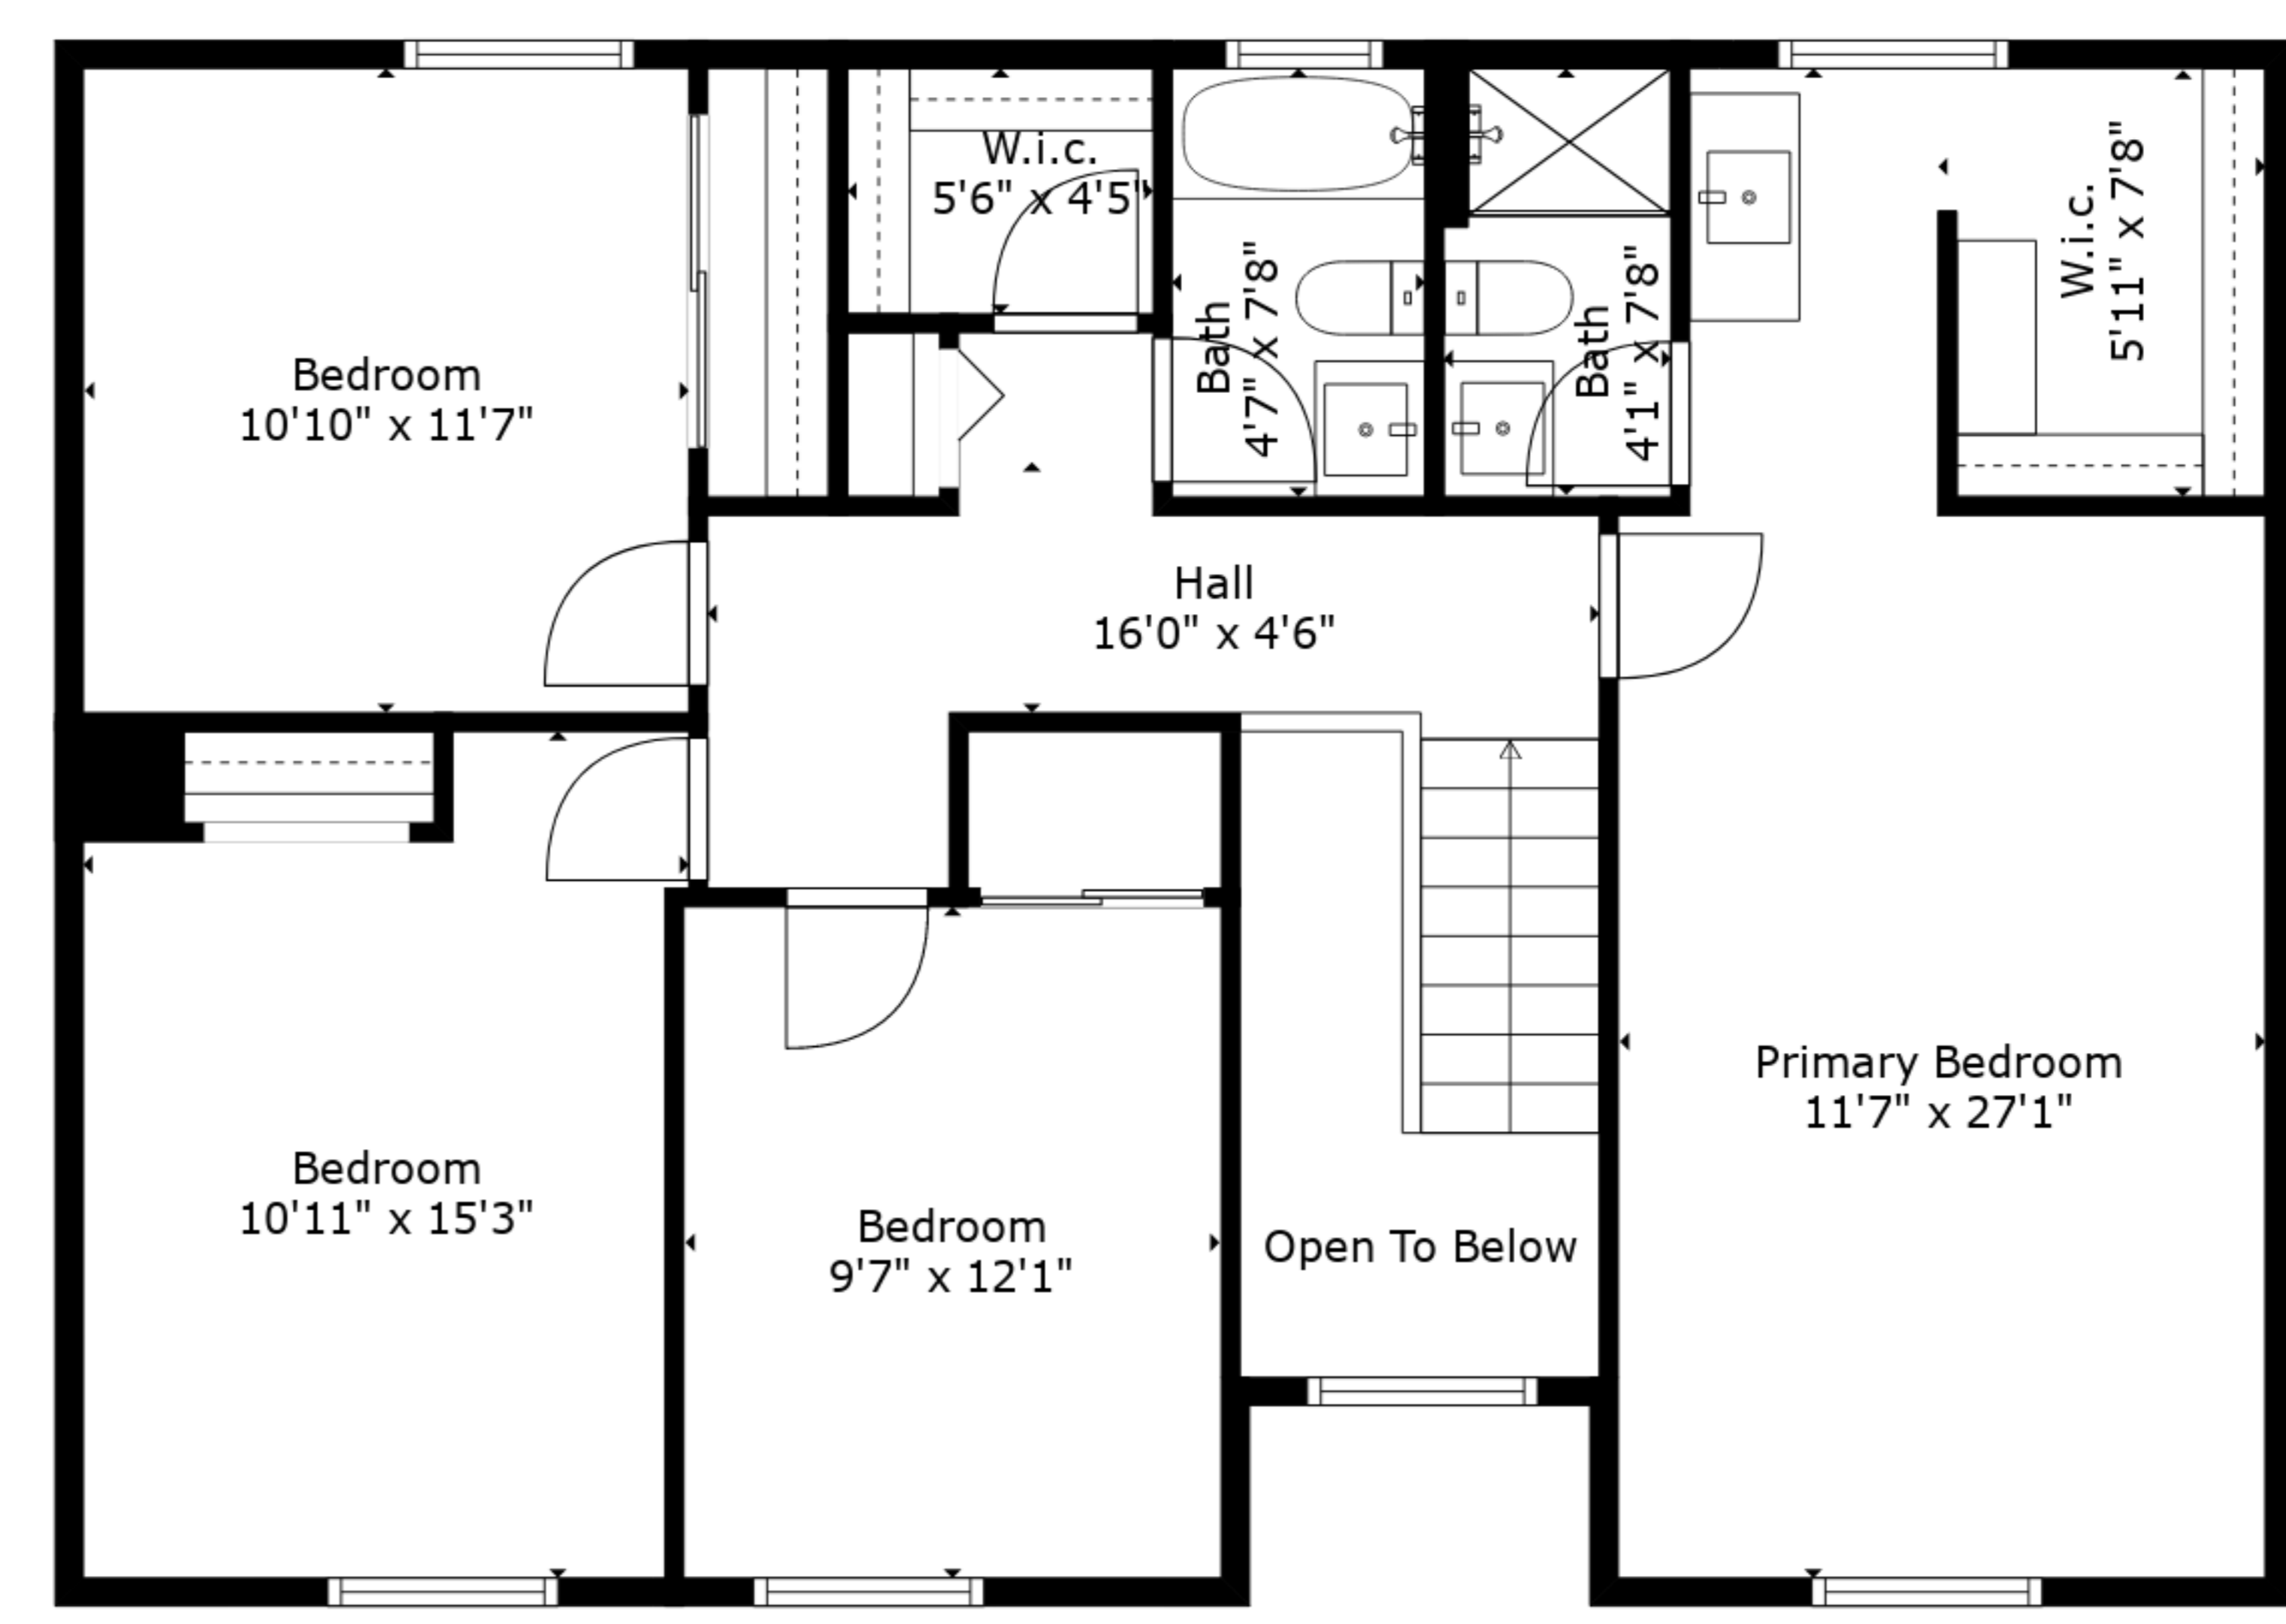 W.i.c.
5'6" x 4'5"
Bath
4'7" x 7'8"
Bath
4'1" x 7'8"
W.i.c.
5'11" x 7'8"
Bedroom
10'10" x 11'7"
Hall
16'0" x 4'6"
Primary Bedroom
11'7" x 27'1"
Bedroom
10'11" x 15'3"
Bedroom
9'7" x 12'1"
Open To Below